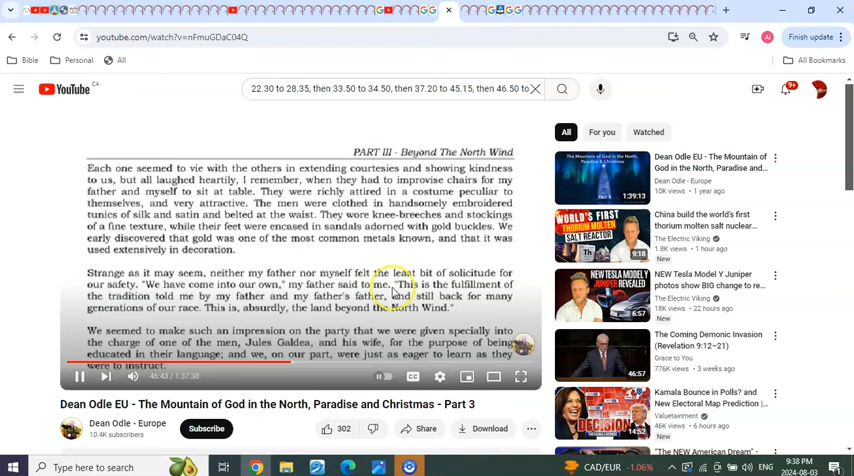 Finish update
youtube.com/watch?v=nFmuGDaC04Q
AI
Bible
Personal
All
All Bookmarks
YouTube CA
22.30 to 28.35, then 33.50 to 34.50, then 37.20 to 45.15, then 46.50 to
9+
PART III - Beyond The North Wind
Each one seemed to vie with the others in extending courtesies and showing kindness
to us, but all laughed heartily, I remember, when they had to improvise chairs for my
father and myself to sit at table. They were richly attired in a costume peculiar to
themselves, and very attractive. The men were clothed in handsomely embroidered
tunics of silk and satin and belted at the waist. They wore knee-breeches and stockings
of a fine texture, while their feet were encased in sandals adorned with gold buckles. We
early discovered that gold was one of the most common metals known, and that it was
used extensively in decoration.
Strange as it may seem, neither my father nor myself felt the least bit of solicitude for
our safety. "We have come into our own," my father said to me. "This is the fulfillment of
the tradition told me by my father and my father's father, and still back for many
generations of our race. This is, absurdly, the land beyond the North Wind."
We seemed to make such an impression on the party that we were given specially into
the charge of one of the men, Jules Galdea, and his wife, for the purpose of being
educated in their language; and we, on our part, were just as eager to learn as they
were to instruct.
46:43 / 1:37:38
Dean Odle EU - The Mountain of God in the North, Paradise and Christmas - Part 3
Dean Odle - Europe
10.4K subscribers
Subscribe
302
Share
Download
All
For you
Watched
Dean Odle EU - The Mountain of God in the North, Paradise and...
Dean Odle - Europe
10K views • 1 year ago
1:39:13
China build the world's first thorium molten salt reactor...
The Electric Viking
1.8K views • 1 hour ago
New
WORLD'S FIRST
THORIUM MOLTEN
SALT REACTOR
9:18
NEW Tesla Model Y Juniper photos show BIG change to re...
The Electric Viking
18K views • 22 hours ago
New
NEW TESLA
MODEL Y
JUNIPER
REVEALED
6:57
The Coming Demonic Invasion (Revelation 9:12–21)
Grace to You
776K views • 3 weeks ago
46:57
Kamala Bounce in Polls? and New Electoral Map Prediction |...
Valuetainment
46K views • 6 hours ago
New
14:52
"The NEW American Dream" -
Type here to search
CAD/EUR -1.06%
ENG
9:38 PM
2024-08-03